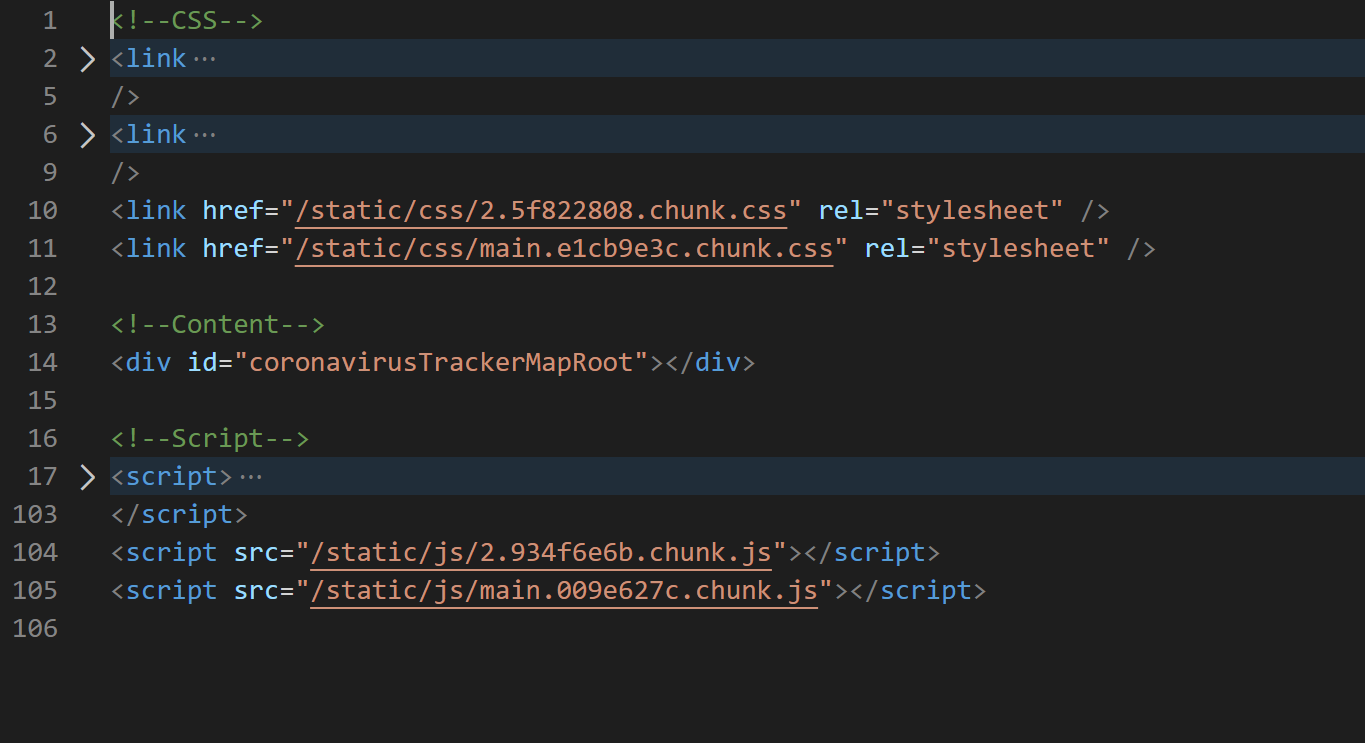 1 <!--CSS-->
2 <link ...
5 />
6 <link ...
9 />
10 <link href="/static/css/2.5f822808.chunk.css" rel="stylesheet" />
11 <link href="/static/css/main.e1cb9e3c.chunk.css" rel="stylesheet" />
12
13 <!--Content-->
14 <div id="coronavirusTrackerMapRoot"></div>
15
16 <!--Script-->
17 <script> ...
103 </script>
104 <script src="/static/js/2.934f6e6b.chunk.js"></script>
105 <script src="/static/js/main.009e627c.chunk.js"></script>
106